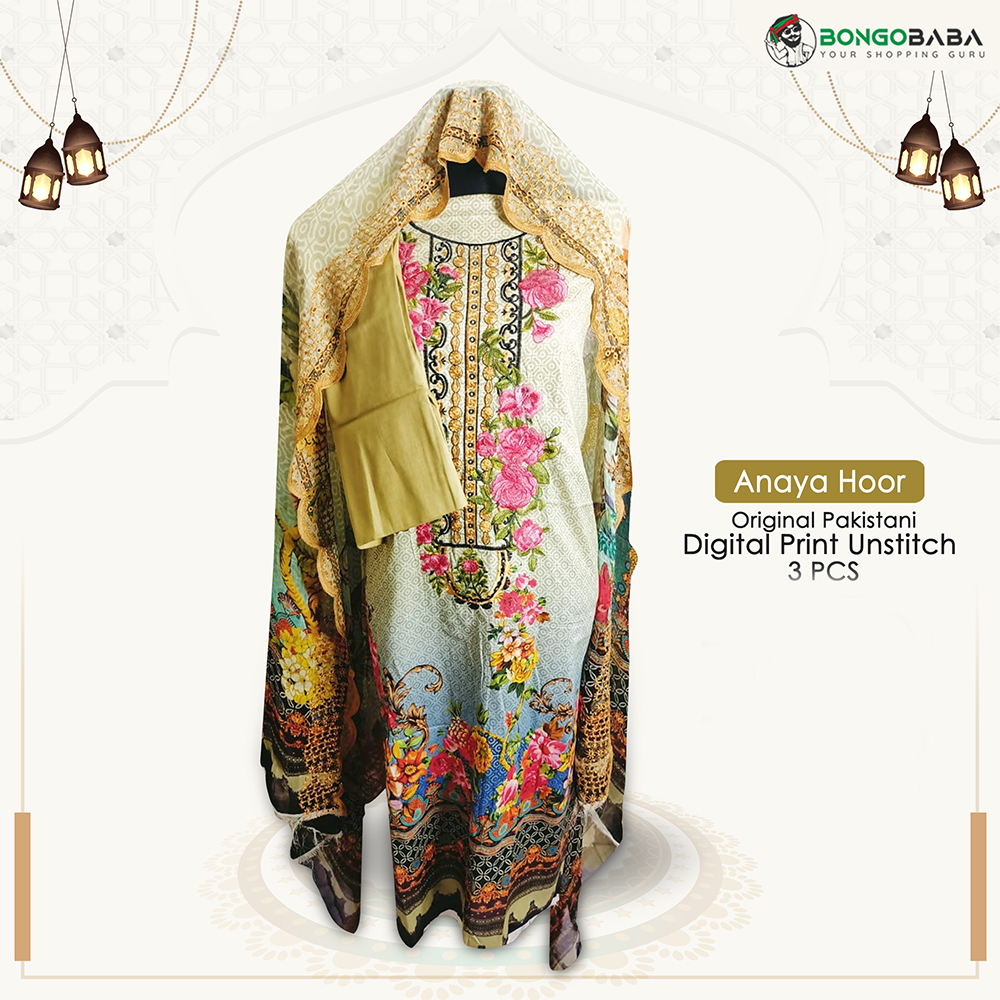 BONGOBABA
YOUR SHOPPING GURU
Anaya Hoor
Original Pakistani
Digital Print Unstitch
3 PCS